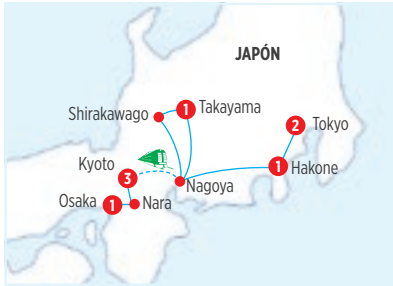 JAPÓN
Shirakawago
1 Takayama
2 Tokyo
Kyoto
3
Nagoya
1 Hakone
Osaka 1 Nara